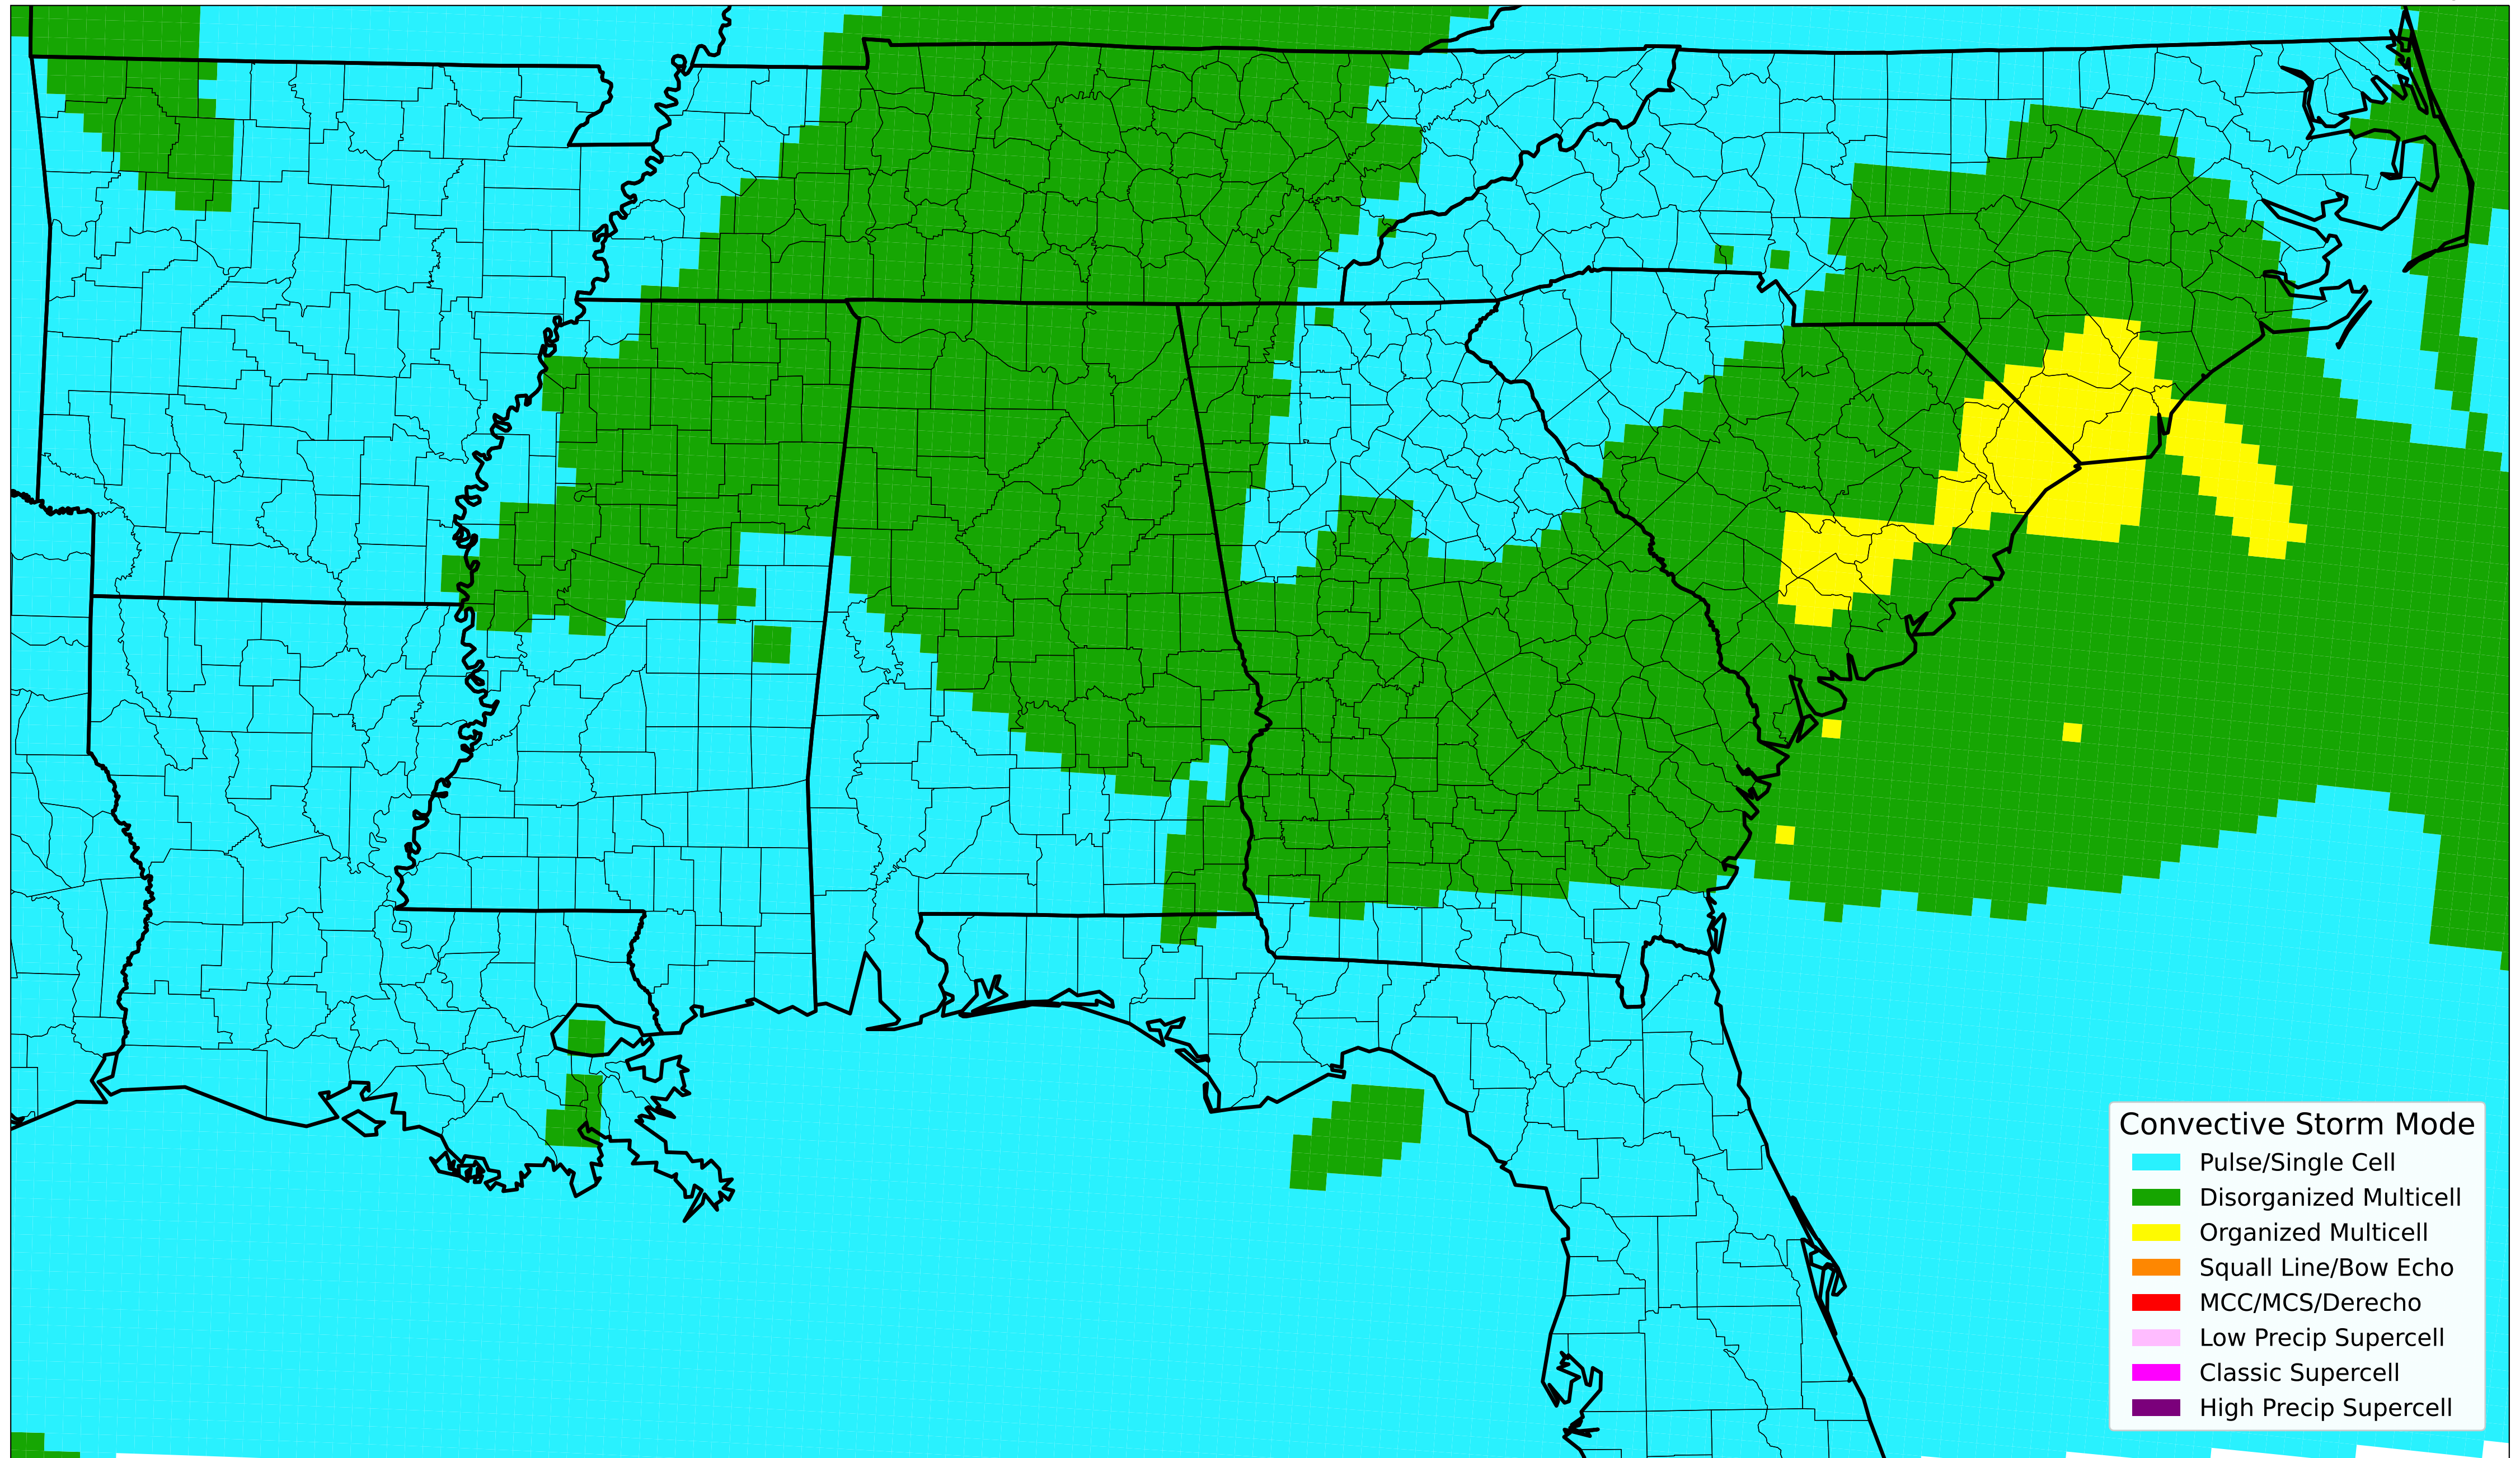 Convective Storm Mode
Pulse/Single Cell
Disorganized Multicell
Organized Multicell
Squall Line/Bow Echo
MCC/MCS/Derecho
Low Precip Supercell
Classic Supercell
High Precip Supercell